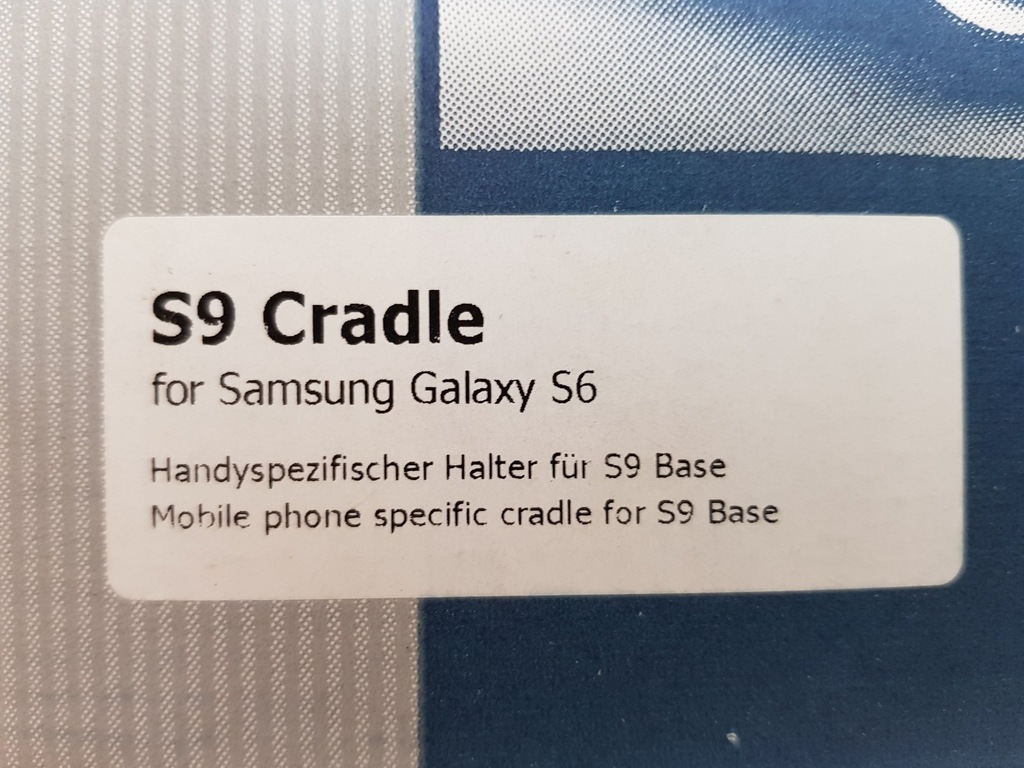 S9 Cradle
for Samsung Galaxy S6
Handyspezifischer Halter für S9 Base
Mobile phone specific cradle for S9 Base